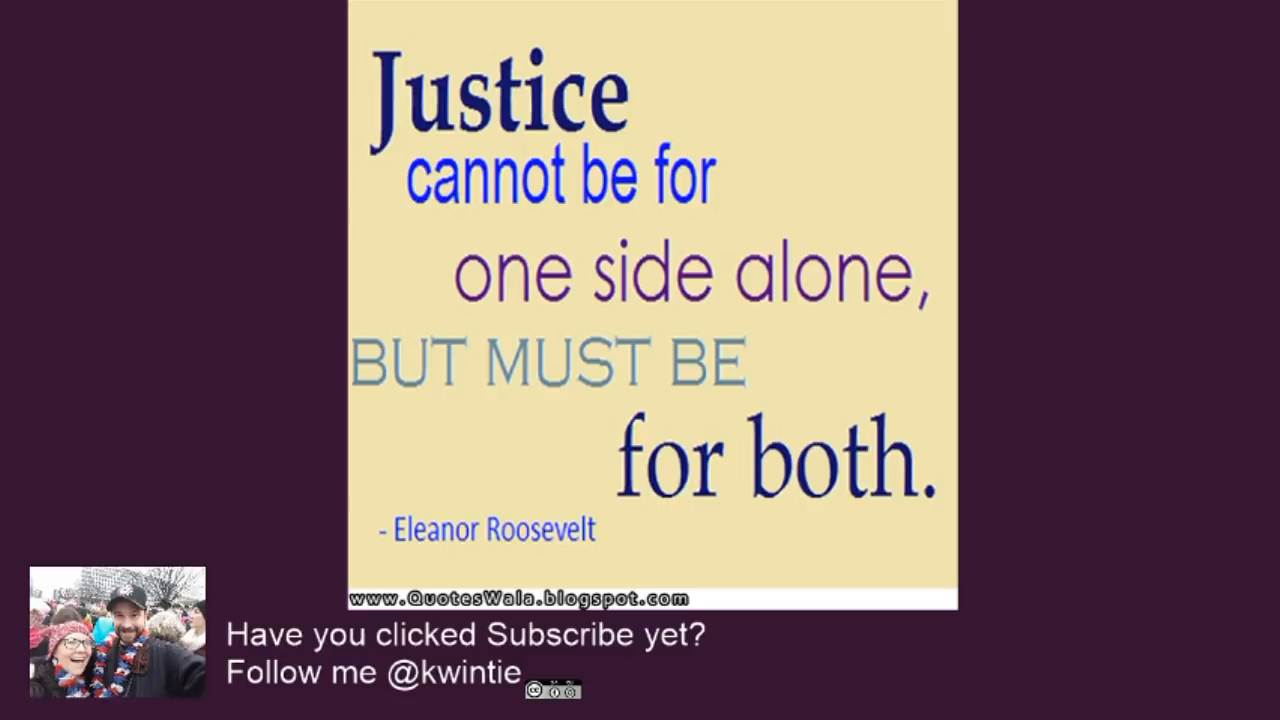 Justice
cannot be for
one side alone,
BUT MUST BE
for both.
- Eleanor Roosevelt
www.QuotesWala.blogspot.com
Have you clicked Subscribe yet?
Follow me @kwintie